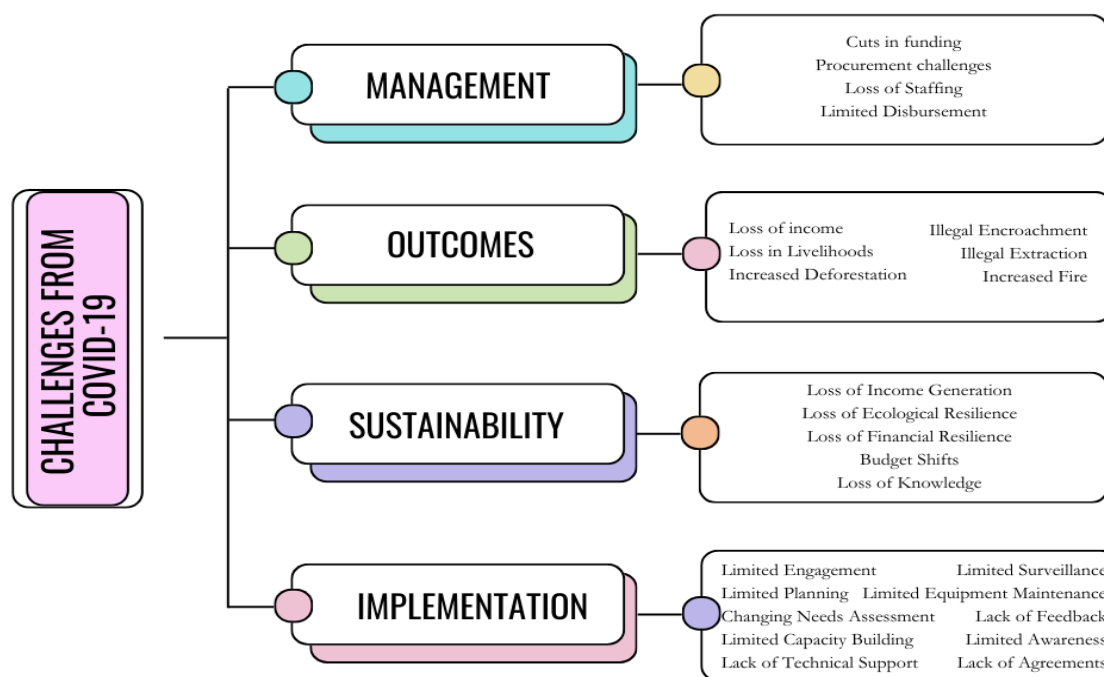 CHALLENGES FROM
COVID-19
MANAGEMENT
Cuts in funding
Procurement challenges
Loss of Staffing
Limited Disbursement
OUTCOMES
Loss of income
Loss in Livelihoods
Increased Deforestation
Illegal Encroachment
Illegal Extraction
Increased Fire
SUSTAINABILITY
Loss of Income Generation
Loss of Ecological Resilience
Loss of Financial Resilience
Budget Shifts
Loss of Knowledge
IMPLEMENTATION
Limited Engagement
Limited Planning
Changing Needs Assessment
Limited Capacity Building
Lack of Technical Support
Limited Surveillance
Limited Equipment Maintenance
Lack of Feedback
Limited Awareness
Lack of Agreements